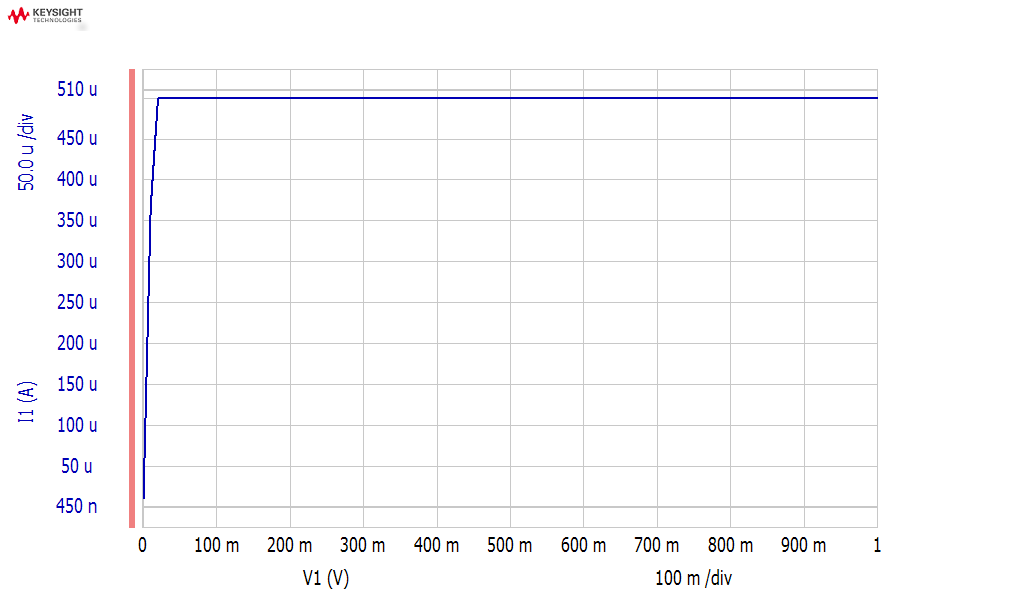 KEYSIGHT
TECHNOLOGIES
50.0 u /div
I1 (A)
510 u
450 u
400 u
350 u
300 u
250 u
200 u
150 u
100 u
50 u
450 n
0 100 m 200 m 300 m 400 m 500 m 600 m 700 m 800 m 900 m 1
V1 (V) 100 m /div